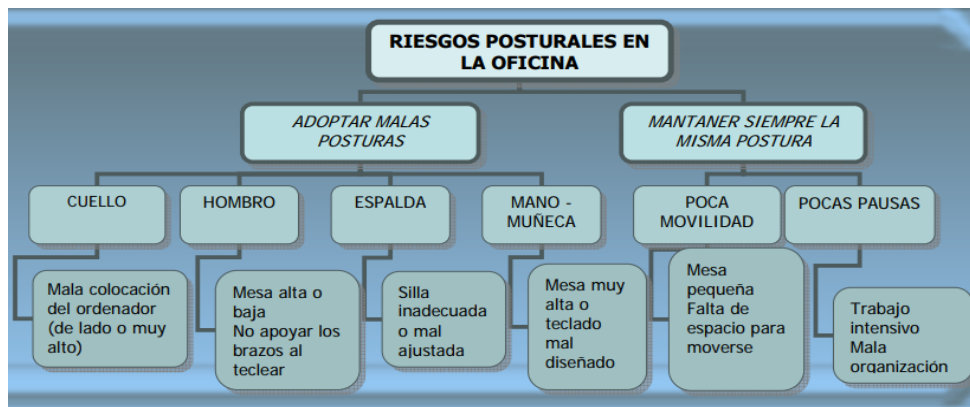 RIESGOS POSTURALES EN
LA OFICINA
ADOPTAR MALAS
POSTURAS
MANTANER SIEMPRE LA
MISMA POSTURA
CUELLO
HOMBRO
ESPALDA
MANO -
MUÑECA
POCA
MOVILIDAD
POCAS PAUSAS
Mala colocación
del ordenador
(de lado o muy
alto)
Mesa alta o
baja
No apoyar los
brazos al
teclear
Silla
inadecuada
o mal
ajustada
Mesa muy
alta o
teclado
mal
diseñado
Mesa
pequeña
Falta de
espacio para
moverse
Trabajo
intensivo
Mala
organización